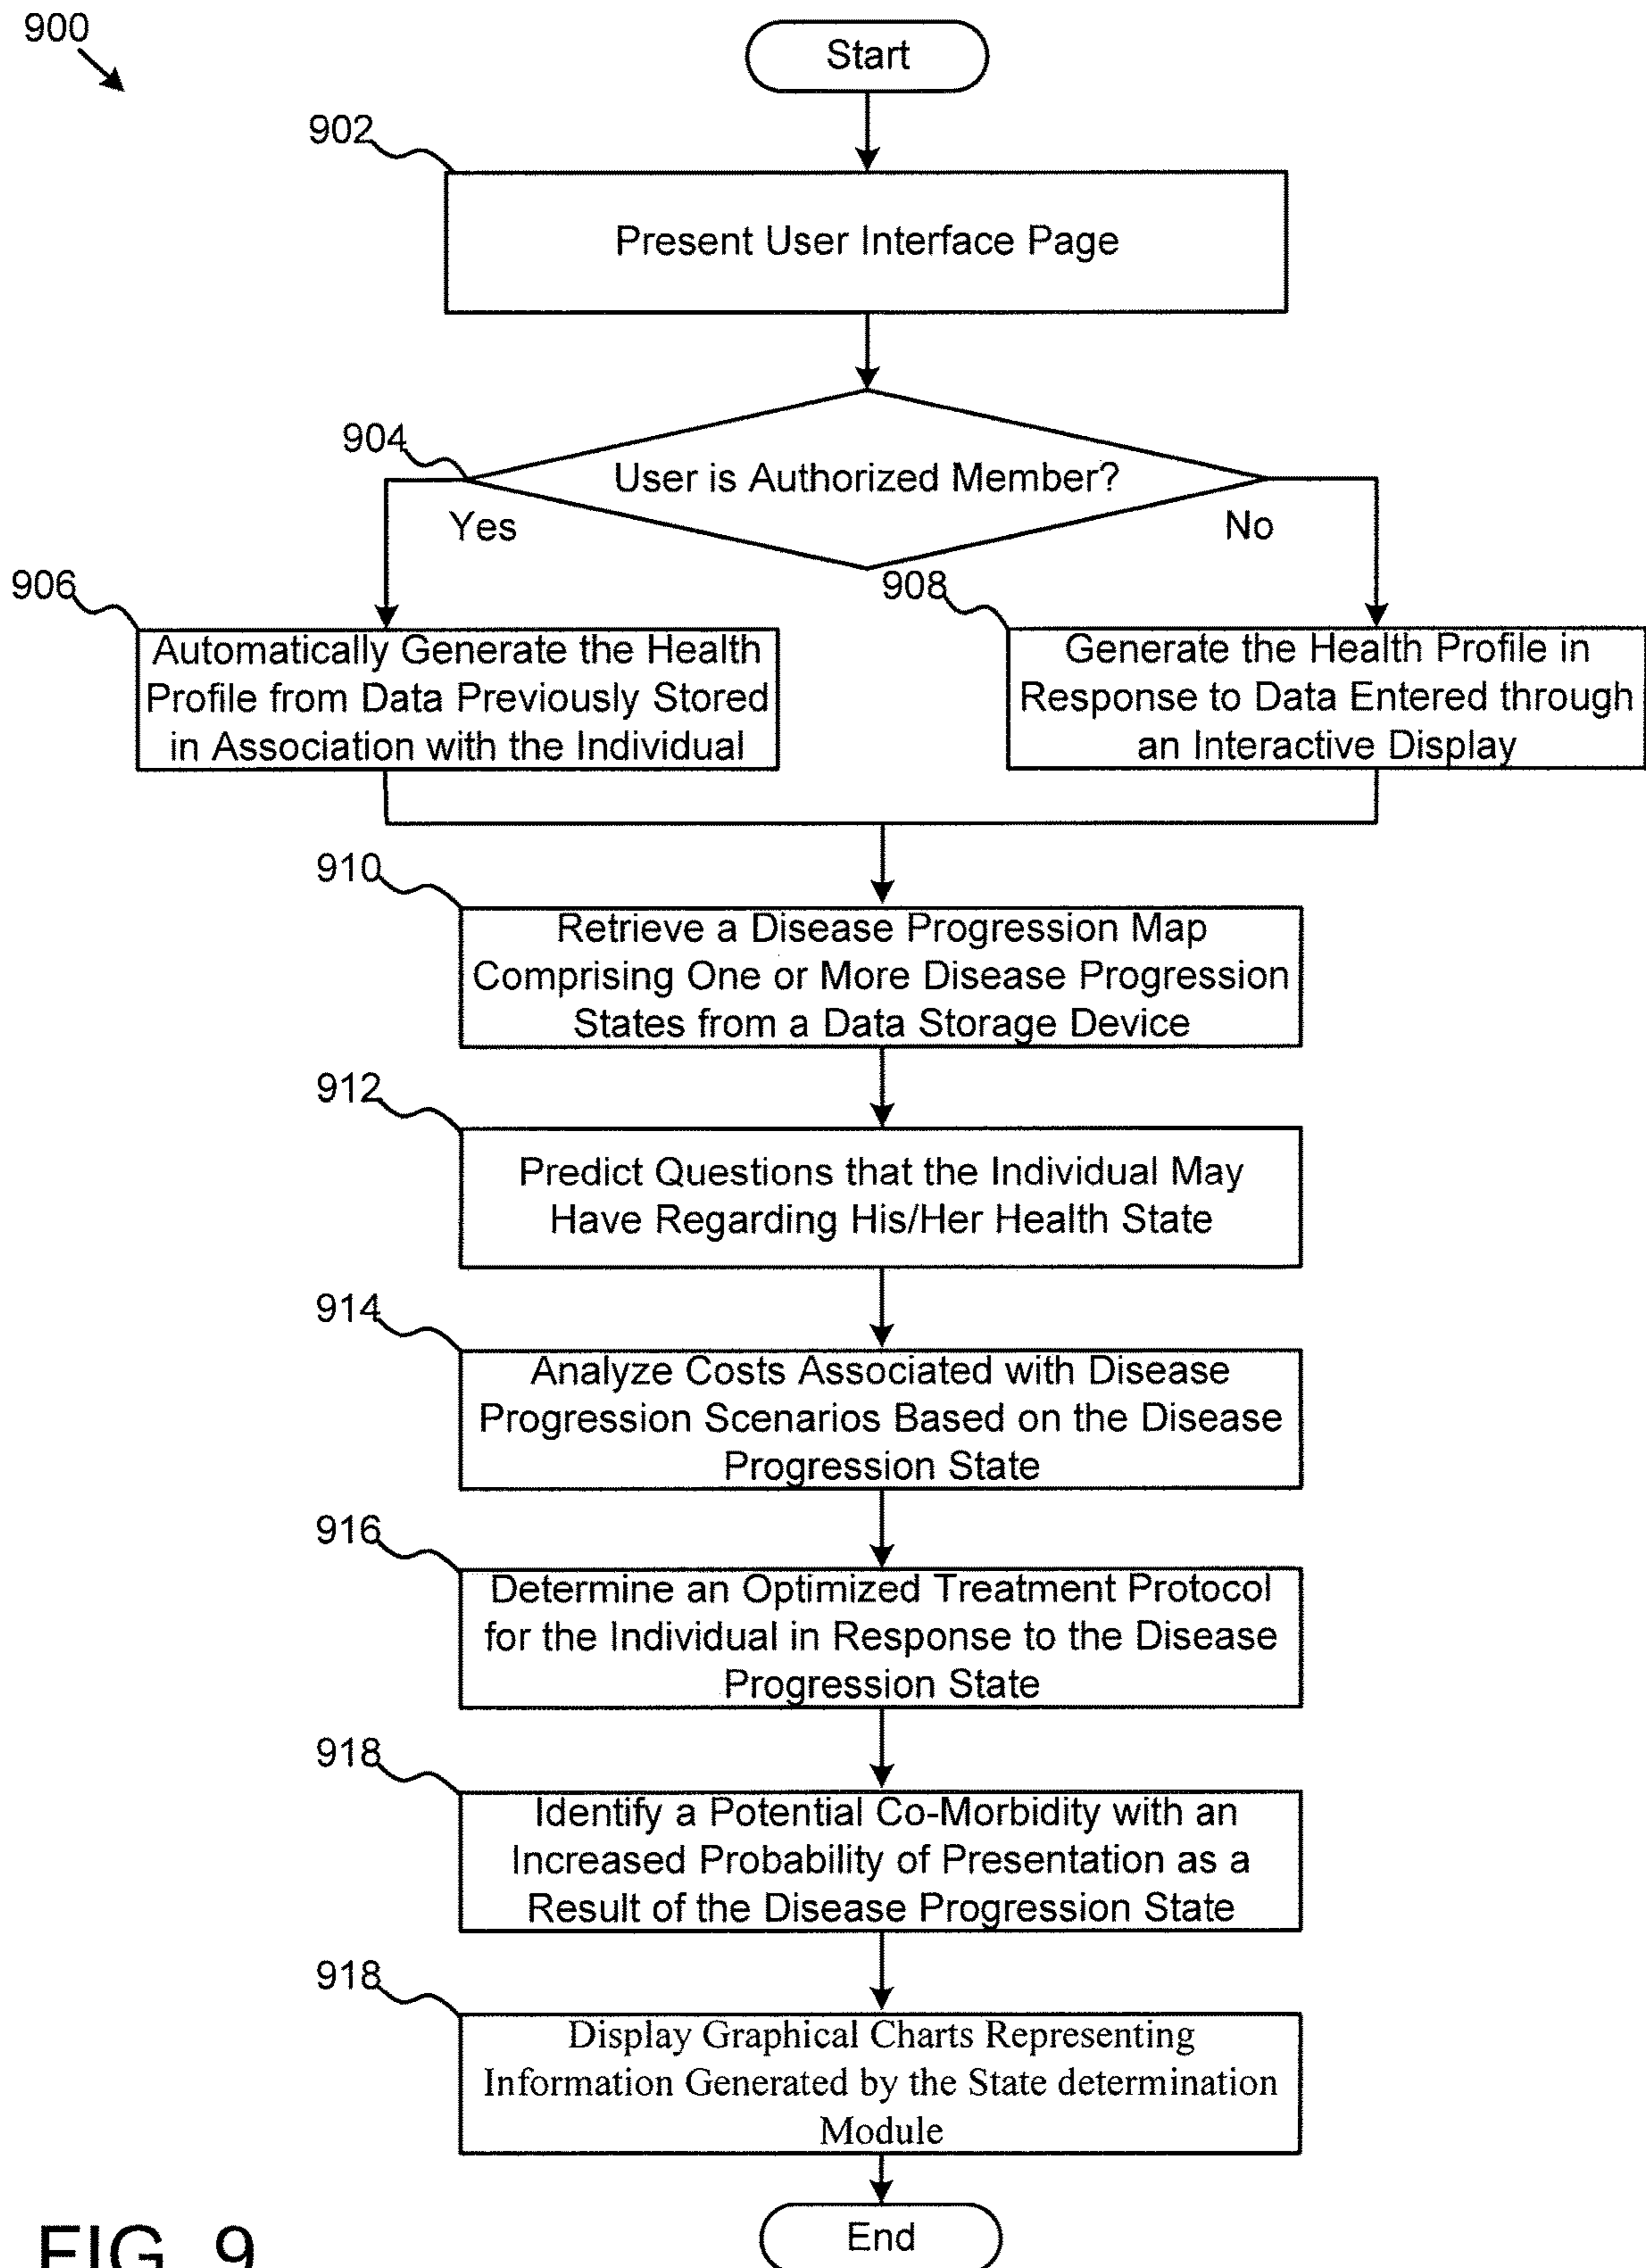 900
Start
902
Present User Interface Page
904
User is Authorized Member?
Yes
No
906
Automatically Generate the Health
Profile from Data Previously Stored
in Association with the Individual
908
Generate the Health Profile in
Response to Data Entered through
an Interactive Display
910
Retrieve a Disease Progression Map
Comprising One or More Disease Progression
States from a Data Storage Device
912
Predict Questions that the Individual May
Have Regarding His/Her Health State
914
Analyze Costs Associated with Disease
Progression Scenarios Based on the Disease
Progression State
916
Determine an Optimized Treatment Protocol
for the Individual in Response to the Disease
Progression State
918
Identify a Potential Co-Morbidity with an
Increased Probability of Presentation as a
Result of the Disease Progression State
918
Display Graphical Charts Representing
Information Generated by the State determination
Module
End
FIG. 9